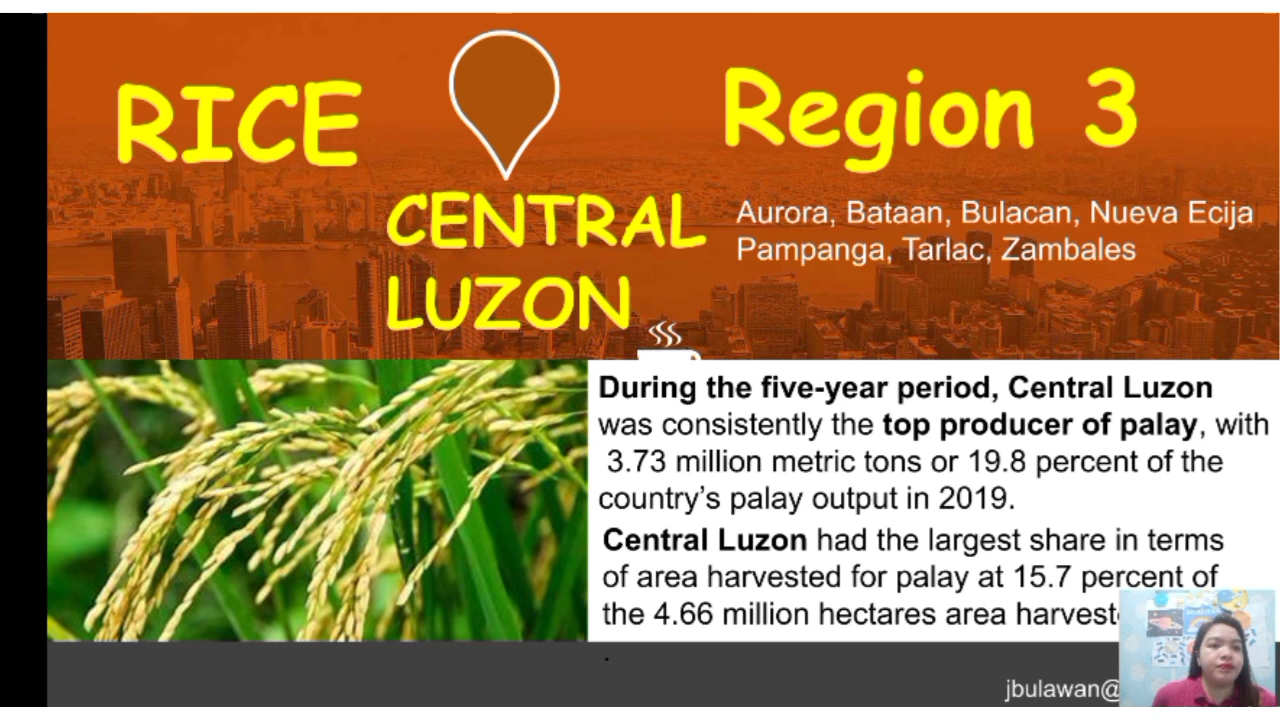 RICE
Region 3
CENTRAL
LUZON
Aurora, Bataan, Bulacan, Nueva Ecija
Pampanga, Tarlac, Zambales
During the five-year period, Central Luzon
was consistently the top producer of palay, with
3.73 million metric tons or 19.8 percent of the
country's palay output in 2019.
Central Luzon had the largest share in terms
of area harvested for palay at 15.7 percent of
the 4.66 million hectares area harvest
.
jbulawan@